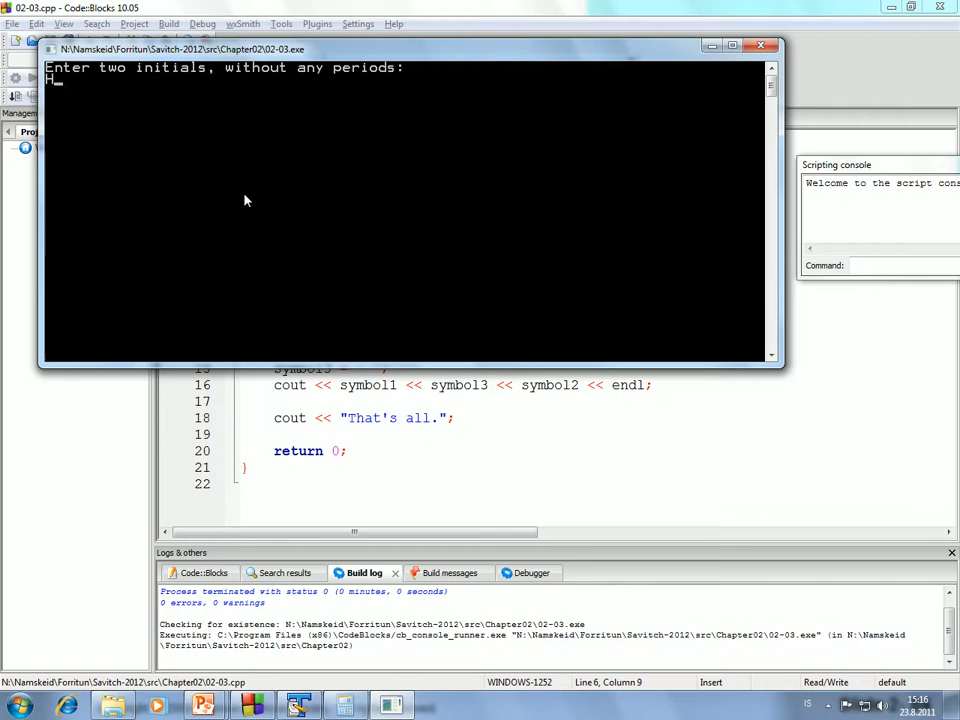 02-03.cpp - Code::Blocks 10.05
File Edit View Search Project Build Debug wxSmith Tools Plugins Settings Help
N:\Namskeid\Forritun\Savitch-2012\src\Chapter02\02-03.exe
Enter two initials, without any periods:
H_
Managem
Proj
Scripting console
Welcome to the script cons
Command:
16 cout << symbol1 << symbol3 << symbol2 << endl;
17
18 cout << "That's all.";
19
20 return 0;
21 }
22
Logs & others
Code::Blocks Search results Build log Build messages Debugger
Process terminated with status 0 (0 minutes, 0 seconds)
0 errors, 0 warnings
Checking for existence: N:\Namskeid\Forritun\Savitch-2012\src\Chapter02\02-03.exe
Executing: C:\Program Files (x86)\CodeBlocks/cb_console_runner.exe "N:\Namskeid\Forritun\Savitch-2012\src\Chapter02\02-03.exe" (in N:\Namskeid
\Forritun\Savitch-2012\src\Chapter02)
N:\Namskeid\Forritun\Savitch-2012\src\Chapter02\02-03.cpp WINDOWS-1252 Line 6, Column 9 Insert Read/Write default
IS 15:16
23.8.2011